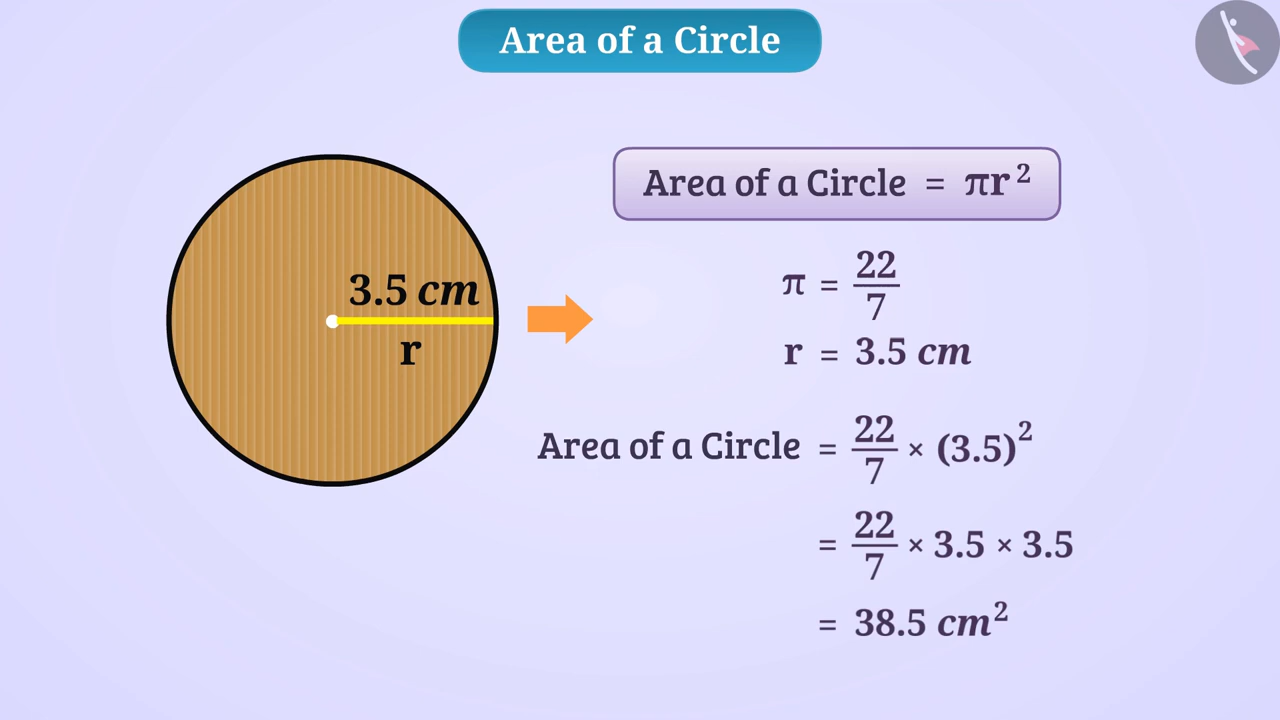 Area of a Circle
Area of a Circle = πr²
3.5 cm
r
π = 22/7
r = 3.5 cm
Area of a Circle = 22/7 × (3.5)²
= 22/7 × 3.5 × 3.5
= 38.5 cm²